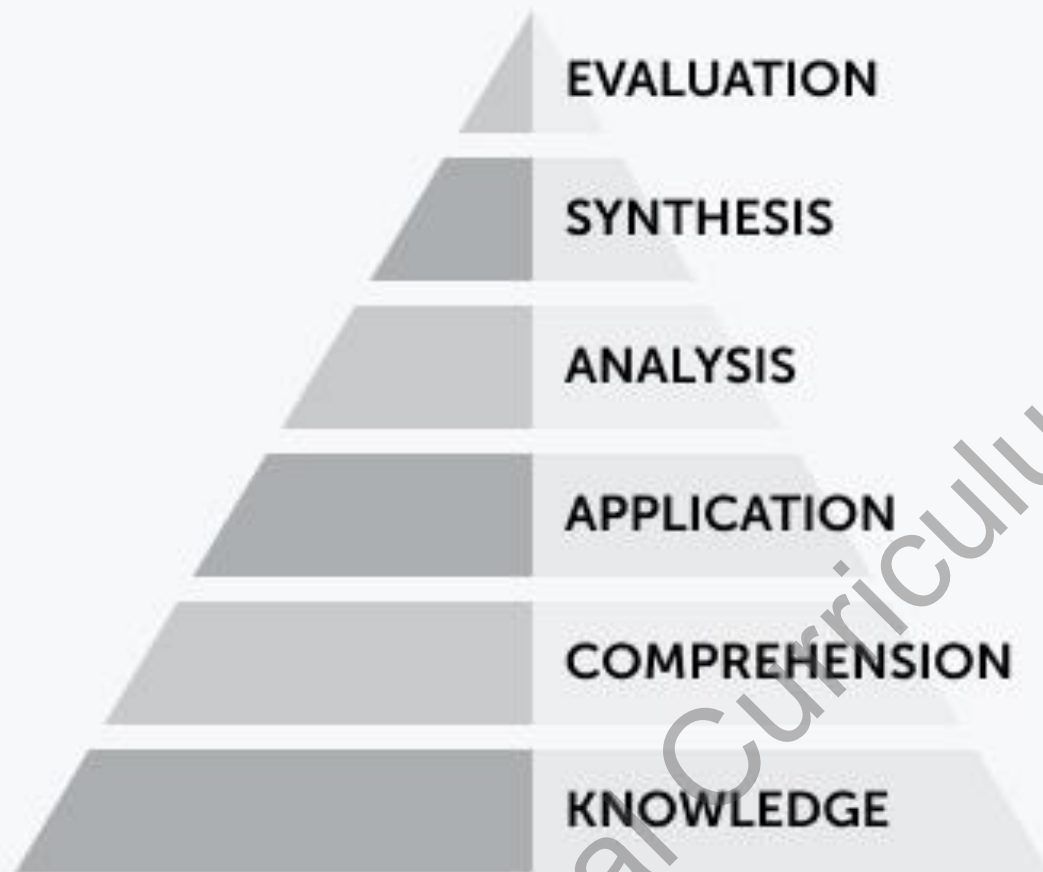 EVALUATION
SYNTHESIS
ANALYSIS
APPLICATION
COMPREHENSION
KNOWLEDGE